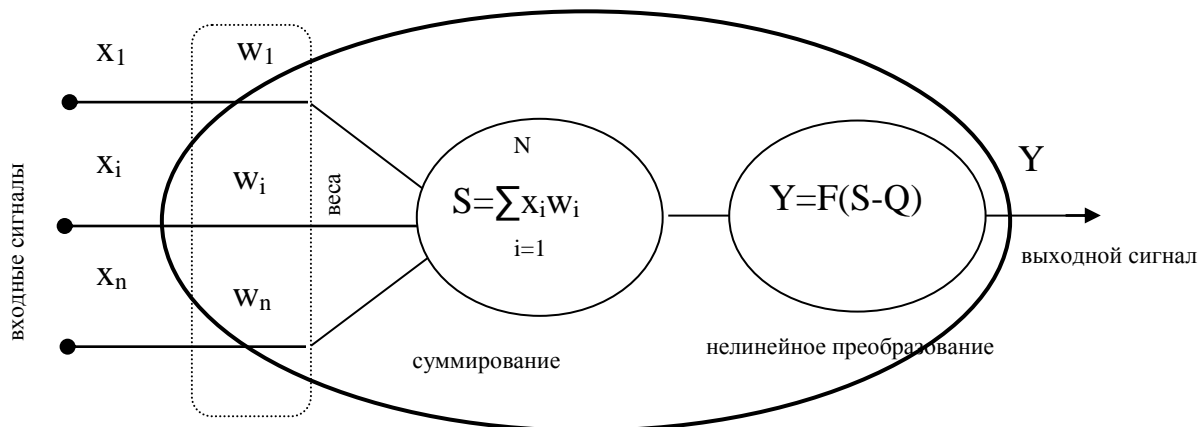 x1 w1
xi wi
xn wn
входные сигналы
веса
N
S=∑xiwi
i=1
суммирование
Y=F(S-Q)
нелинейное преобразование
Y
выходной сигнал